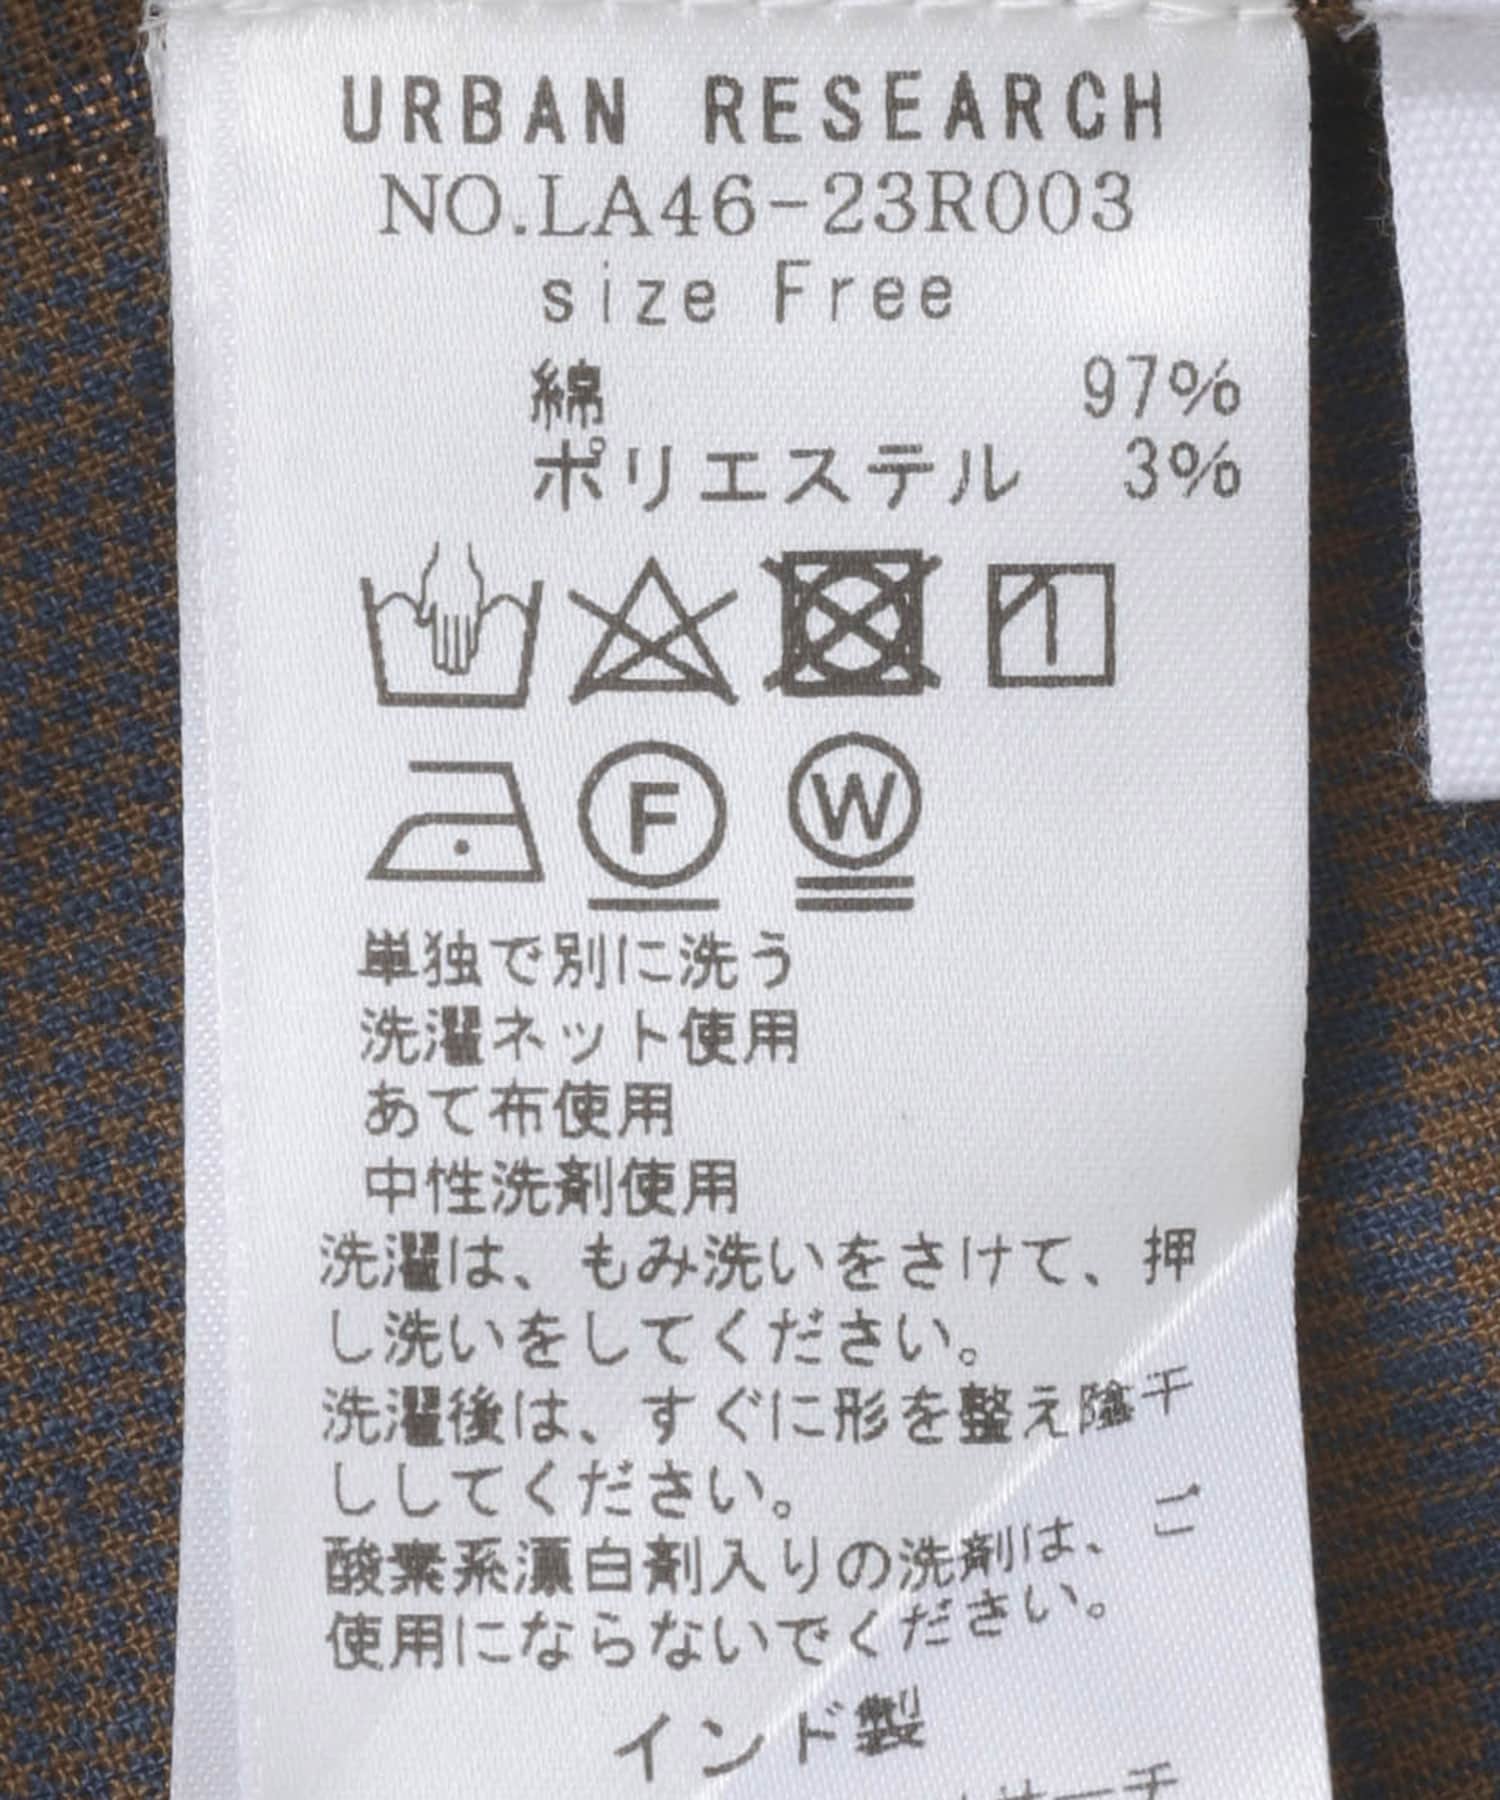 URBAN RESEARCH
NO.LA46-23R003
size Free
綿 97%
ポリエステル 3%
F
W
単独で別に洗う
洗濯ネット使用
あて布使用
中性洗剤使用
洗濯は、もみ洗いをさけて、押
し洗いをしてください。
洗濯後は、すぐに形を整え陰干
ししてください。
酸素系漂白剤入りの洗剤は、ご
使用にならないでください。
インド製